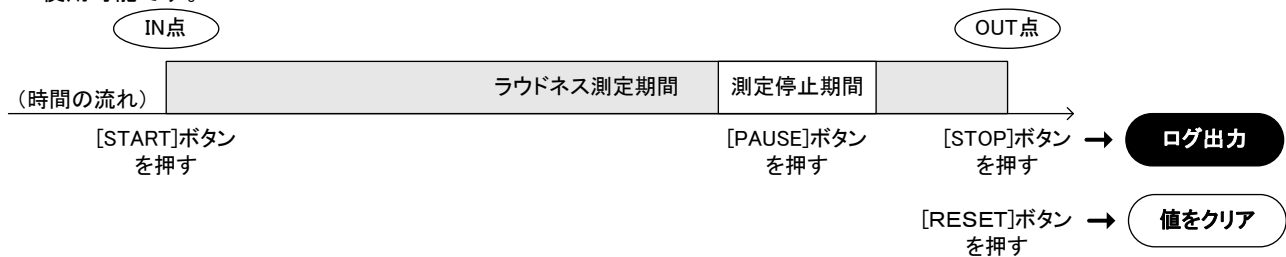 IN点
OUT点
ラウドネス測定期間
測定停止期間
（時間の流れ）
[START]ボタン
を押す
[PAUSE]ボタン
を押す
[STOP]ボタン
を押す
ログ出力
[RESET]ボタン
を押す
値をクリア